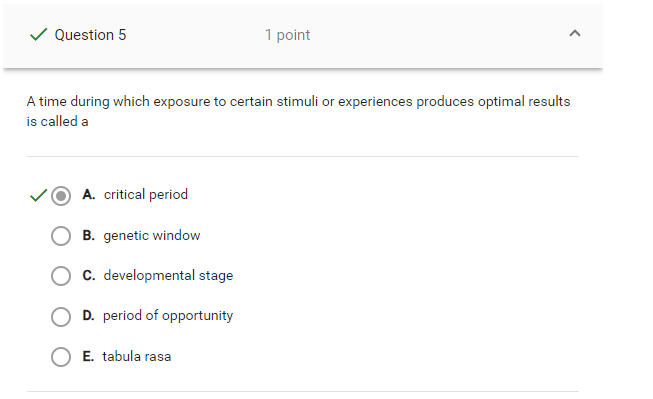 Question 5 1 point
A time during which exposure to certain stimuli or experiences produces optimal results
is called a
A. critical period
B. genetic window
C. developmental stage
D. period of opportunity
E. tabula rasa